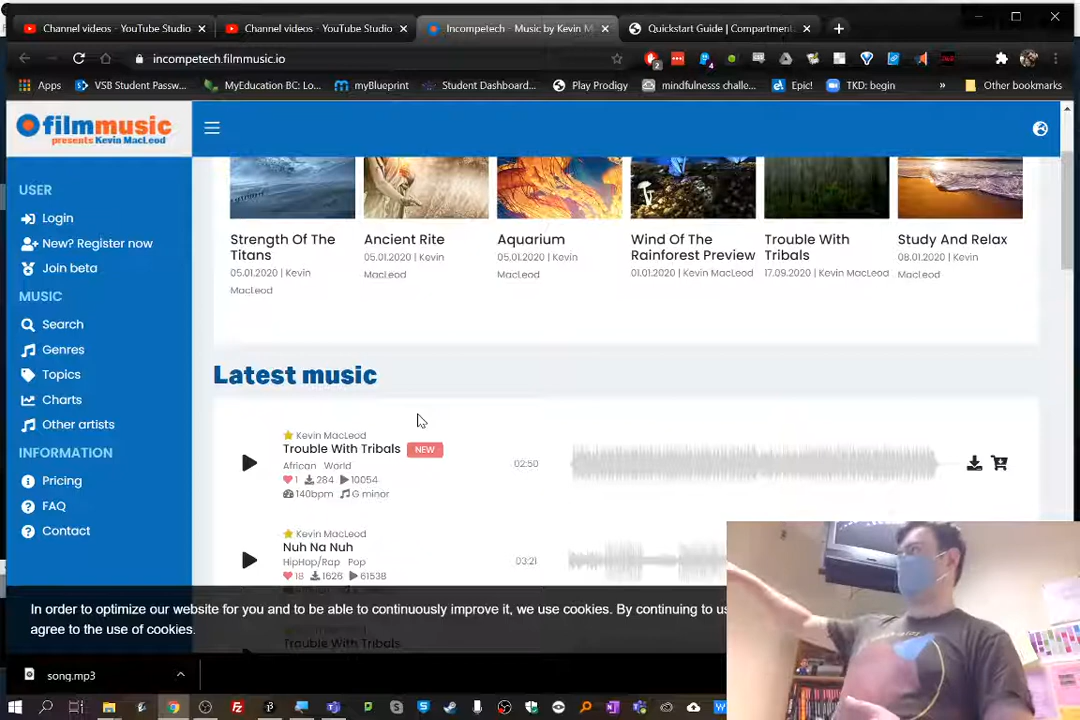 Channel videos - YouTube Studio
Channel videos - YouTube Studio
Incompetech - Music by Kevin M
Quickstart Guide | Compartment
incompetech.filmmusic.io
Apps
VSB Student Passw...
MyEducation BC: Lo...
myBlueprint
Student Dashboard...
Play Prodigy
mindfulnesss challe...
Epic!
TKD: begin
»
Other bookmarks
filmmusic
presents Kevin MacLeod
USER
Login
New? Register now
Join beta
MUSIC
Search
Genres
Topics
Charts
Other artists
INFORMATION
Pricing
FAQ
Contact
Strength Of The
Titans
05.01.2020 | Kevin
MacLeod
Ancient Rite
05.01.2020 | Kevin
MacLeod
Aquarium
05.01.2020 | Kevin
MacLeod
Wind Of The
Rainforest Preview
01.01.2020 | Kevin MacLeod
Trouble With
Tribals
17.09.2020 | Kevin MacLeod
Study And Relax
08.01.2020 | Kevin
MacLeod
Latest music
Kevin MacLeod
Trouble With Tribals NEW
African World
1 284 10054
140bpm G minor
02:50
Kevin MacLeod
Nuh Na Nuh
HipHop/Rap Pop
18 1626 61538
03:21
In order to optimize our website for you and to be able to continuously improve it, we use cookies. By continuing to us
agree to the use of cookies.
Trouble With Tribals
song.mp3